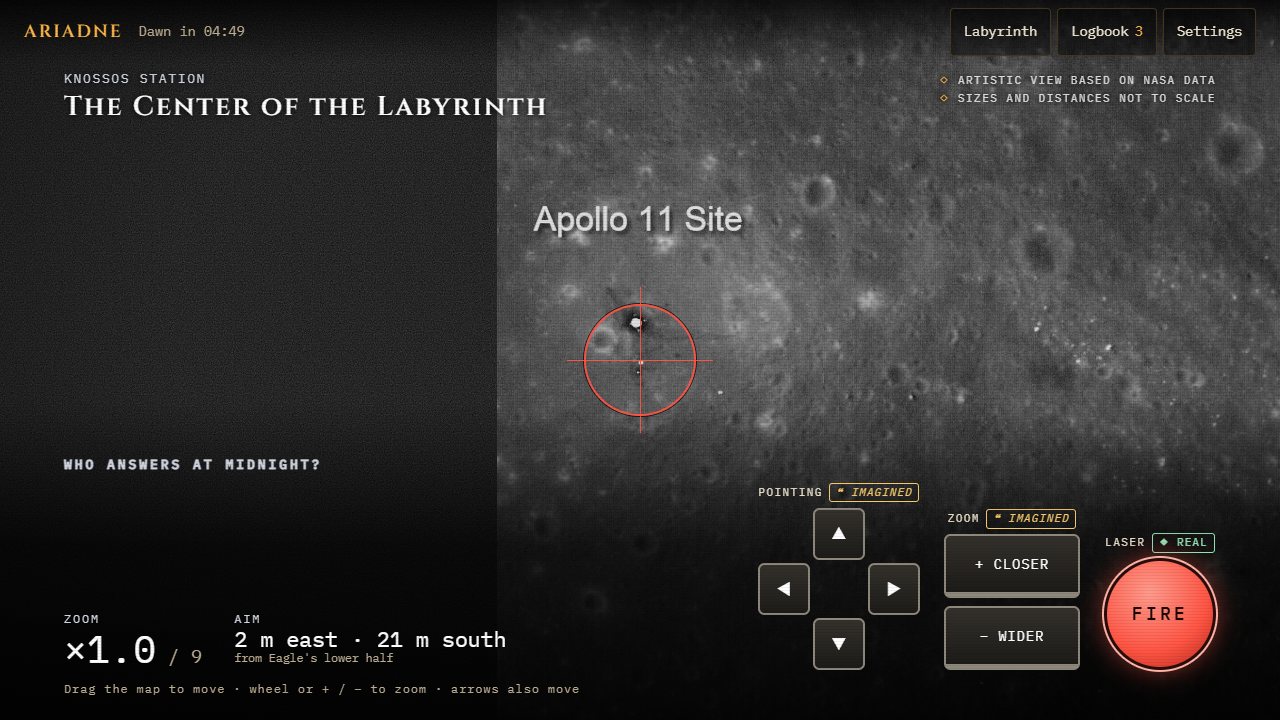 ARIADNE Dawn in 04:49
Labyrinth Logbook 3 Settings
KNOSSOS STATION
The Center of the Labyrinth
◇ ARTISTIC VIEW BASED ON NASA DATA
◇ SIZES AND DISTANCES NOT TO SCALE
Apollo 11 Site
WHO ANSWERS AT MIDNIGHT?
POINTING ❝ IMAGINED
ZOOM ❝ IMAGINED
+ CLOSER
− WIDER
LASER ◆ REAL
FIRE
ZOOM
×1.0 / 9
AIM
2 m east · 21 m south
from Eagle's lower half
Drag the map to move · wheel or + / − to zoom · arrows also move